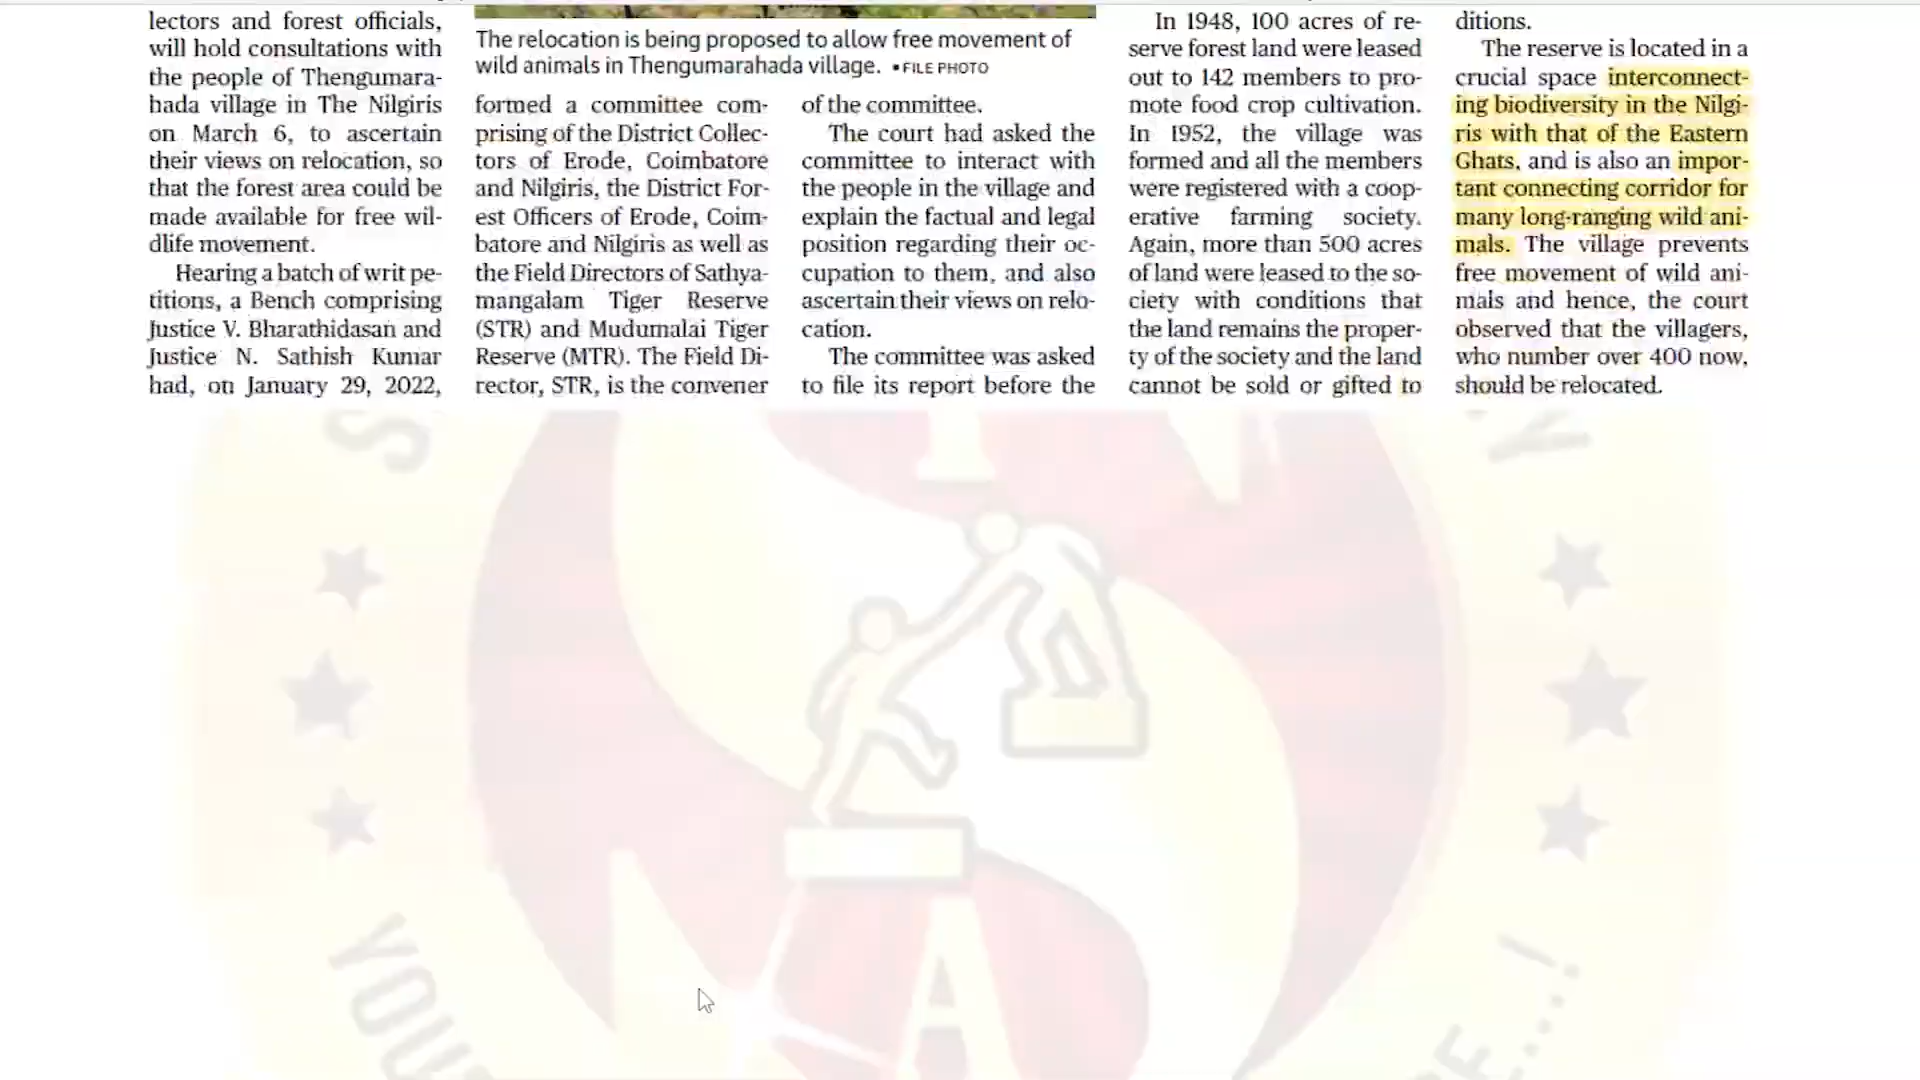 lectors and forest officials,
will hold consultations with
the people of Thengumara-
hada village in The Nilgiris
on March 6, to ascertain
their views on relocation, so
that the forest area could be
made available for free wil-
dlife movement.
Hearing a batch of writ pe-
titions, a Bench comprising
Justice V. Bharathidasan and
Justice N. Sathish Kumar
had, on January 29, 2022,
The relocation is being proposed to allow free movement of
wild animals in Thengumarahada village. •FILE PHOTO
formed a committee com-
prising of the District Collec-
tors of Erode, Coimbatore
and Nilgiris, the District For-
est Officers of Erode, Coim-
batore and Nilgiris as well as
the Field Directors of Sathya-
mangalam Tiger Reserve
(STR) and Mudumalai Tiger
Reserve (MTR). The Field Di-
rector, STR, is the convener
of the committee.
The court had asked the
committee to interact with
the people in the village and
explain the factual and legal
position regarding their oc-
cupation to them, and also
ascertain their views on relo-
cation.
The committee was asked
to file its report before the
In 1948, 100 acres of re-
serve forest land were leased
out to 142 members to pro-
mote food crop cultivation.
In 1952, the village was
formed and all the members
were registered with a coop-
erative farming society.
Again, more than 500 acres
of land were leased to the so-
ciety with conditions that
the land remains the proper-
ty of the society and the land
cannot be sold or gifted to
ditions.
The reserve is located in a
crucial space interconnect-
ing biodiversity in the Nilgi-
ris with that of the Eastern
Ghats, and is also an impor-
tant connecting corridor for
many long-ranging wild ani-
mals. The village prevents
free movement of wild ani-
mals and hence, the court
observed that the villagers,
who number over 400 now,
should be relocated.